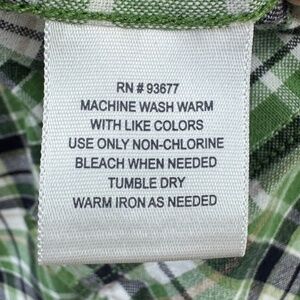 RN # 93677
MACHINE WASH WARM
WITH LIKE COLORS
USE ONLY NON-CHLORINE
BLEACH WHEN NEEDED
TUMBLE DRY
WARM IRON AS NEEDED